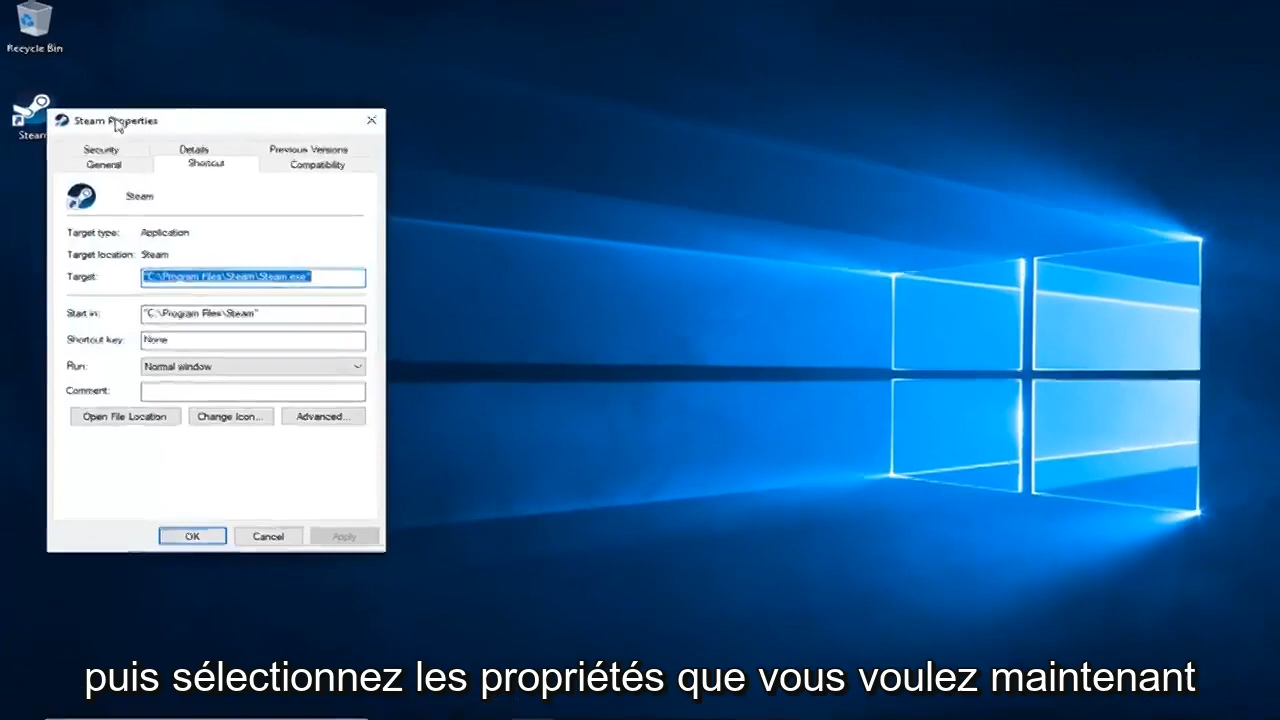 Recycle Bin
Steam
Steam Properties
Security Details Previous Versions
General Shortcut Compatibility
Steam
Target type: Application
Target location: Steam
Target: "C:\Program Files\Steam\Steam.exe"
Start in: "C:\Program Files\Steam"
Shortcut key: None
Run: Normal window
Comment:
Open File Location Change Icon... Advanced...
OK Cancel Apply
puis sélectionnez les propriétés que vous voulez maintenant